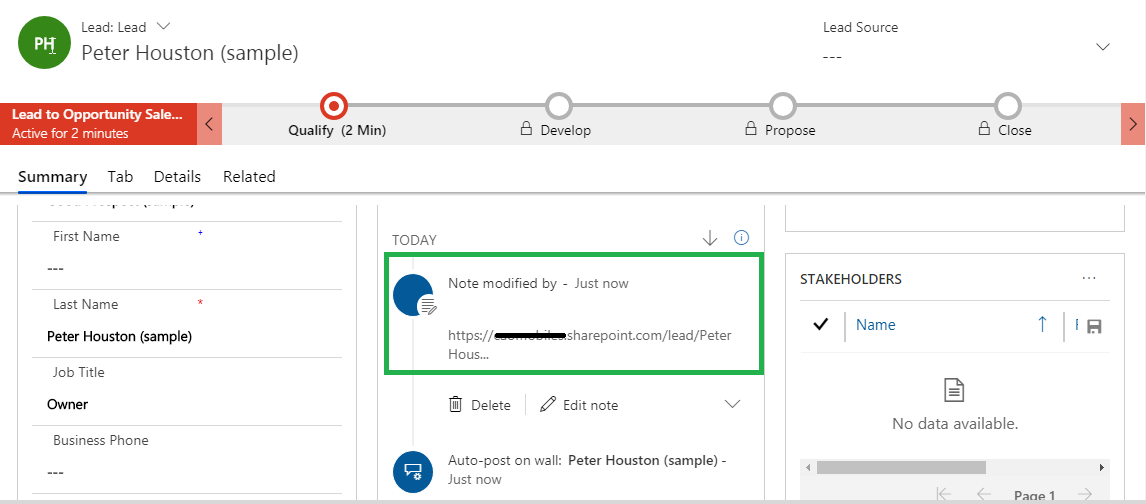 PH
Lead: Lead
Peter Houston (sample)
Lead Source
---
Lead to Opportunity Sale...
Active for 2 minutes
Qualify (2 Min)
Develop
Propose
Close
Summary
Tab
Details
Related
First Name +
---
Last Name *
Peter Houston (sample)
Job Title
Owner
Business Phone
---
TODAY
Note modified by - Just now
https://
.sharepoint.com/lead/Peter
Hous...
Delete
Edit note
Auto-post on wall: Peter Houston (sample) -
Just now
STAKEHOLDERS
...
Name
No data available.
Page 1